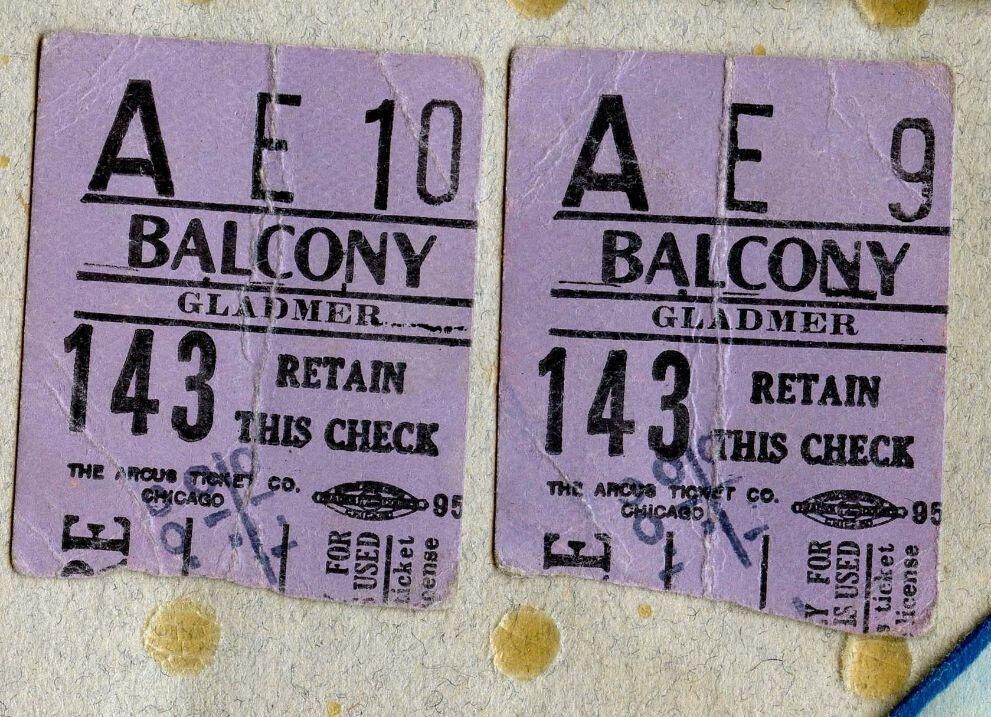 A E 10
BALCONY
GLADMER
143 RETAIN
THIS CHECK
THE ARCUS TICKET CO.
CHICAGO
95
FOR
USED
ticket
A E 9
BALCONY
GLADMER
143 RETAIN
THIS CHECK
THE ARCUS TICKET CO.
CHICAGO
95
FOR
IS USED
ticket
license